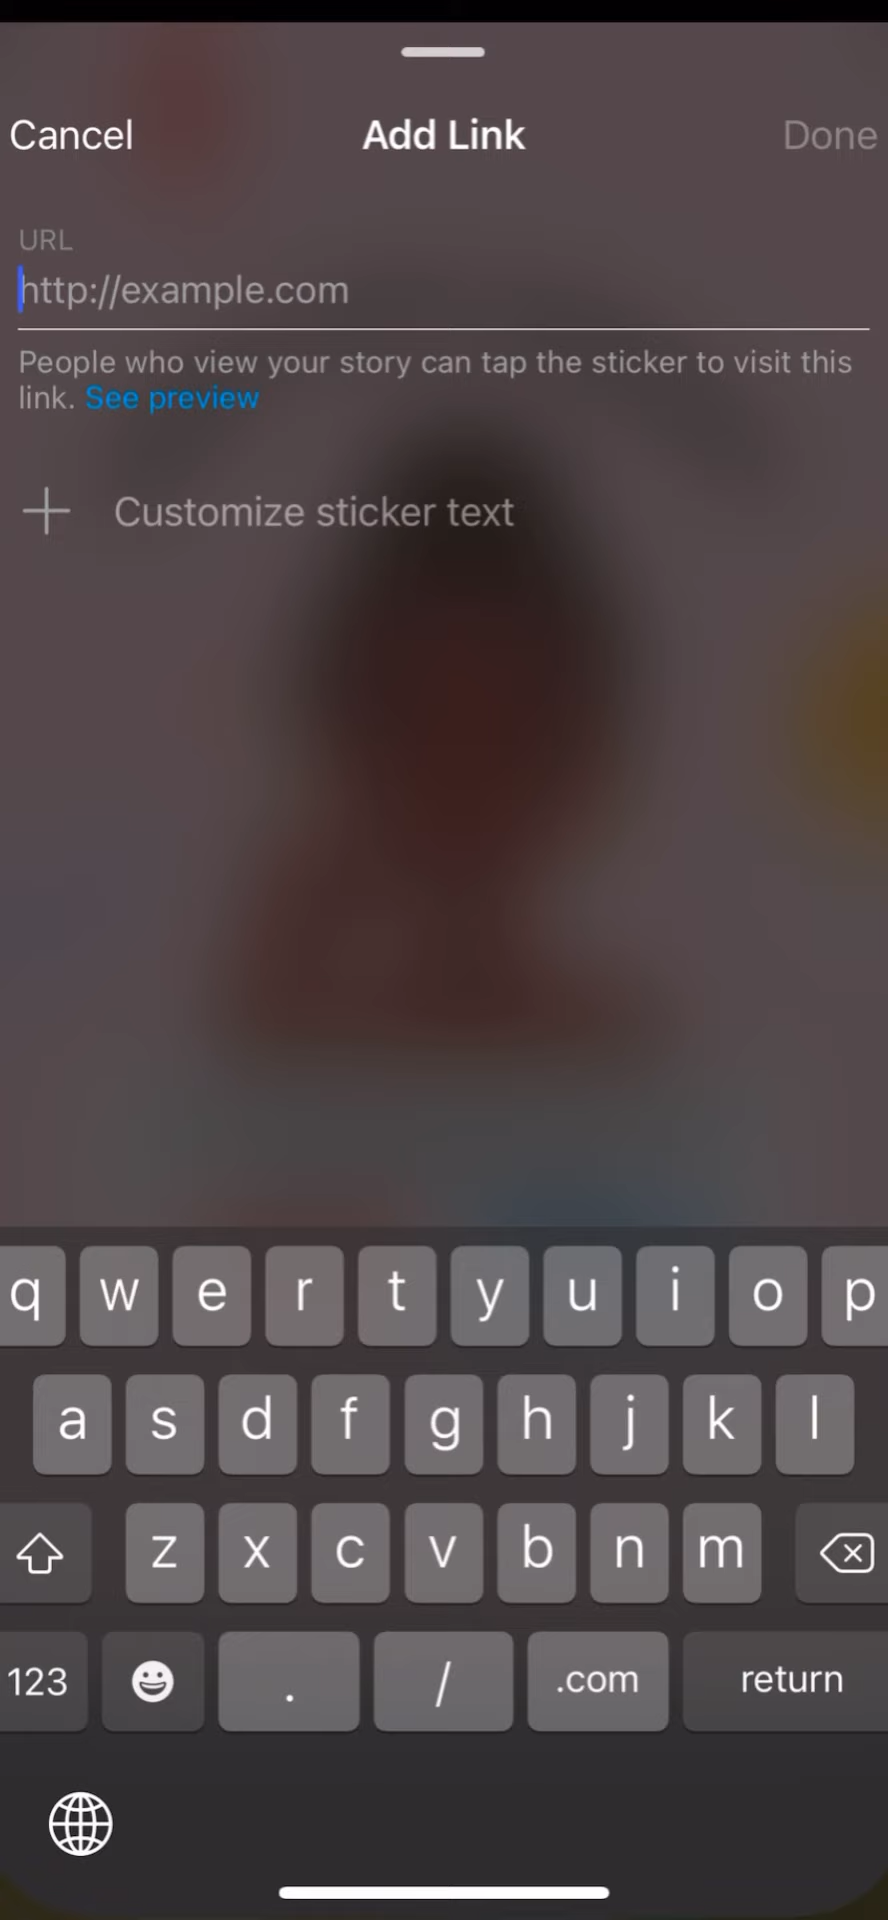 Cancel Add Link Done
URL
http://example.com
People who view your story can tap the sticker to visit this
link. See preview
Customize sticker text
q w e r t y u i o p
a s d f g h j k l
z x c v b n m
123 . / .com return